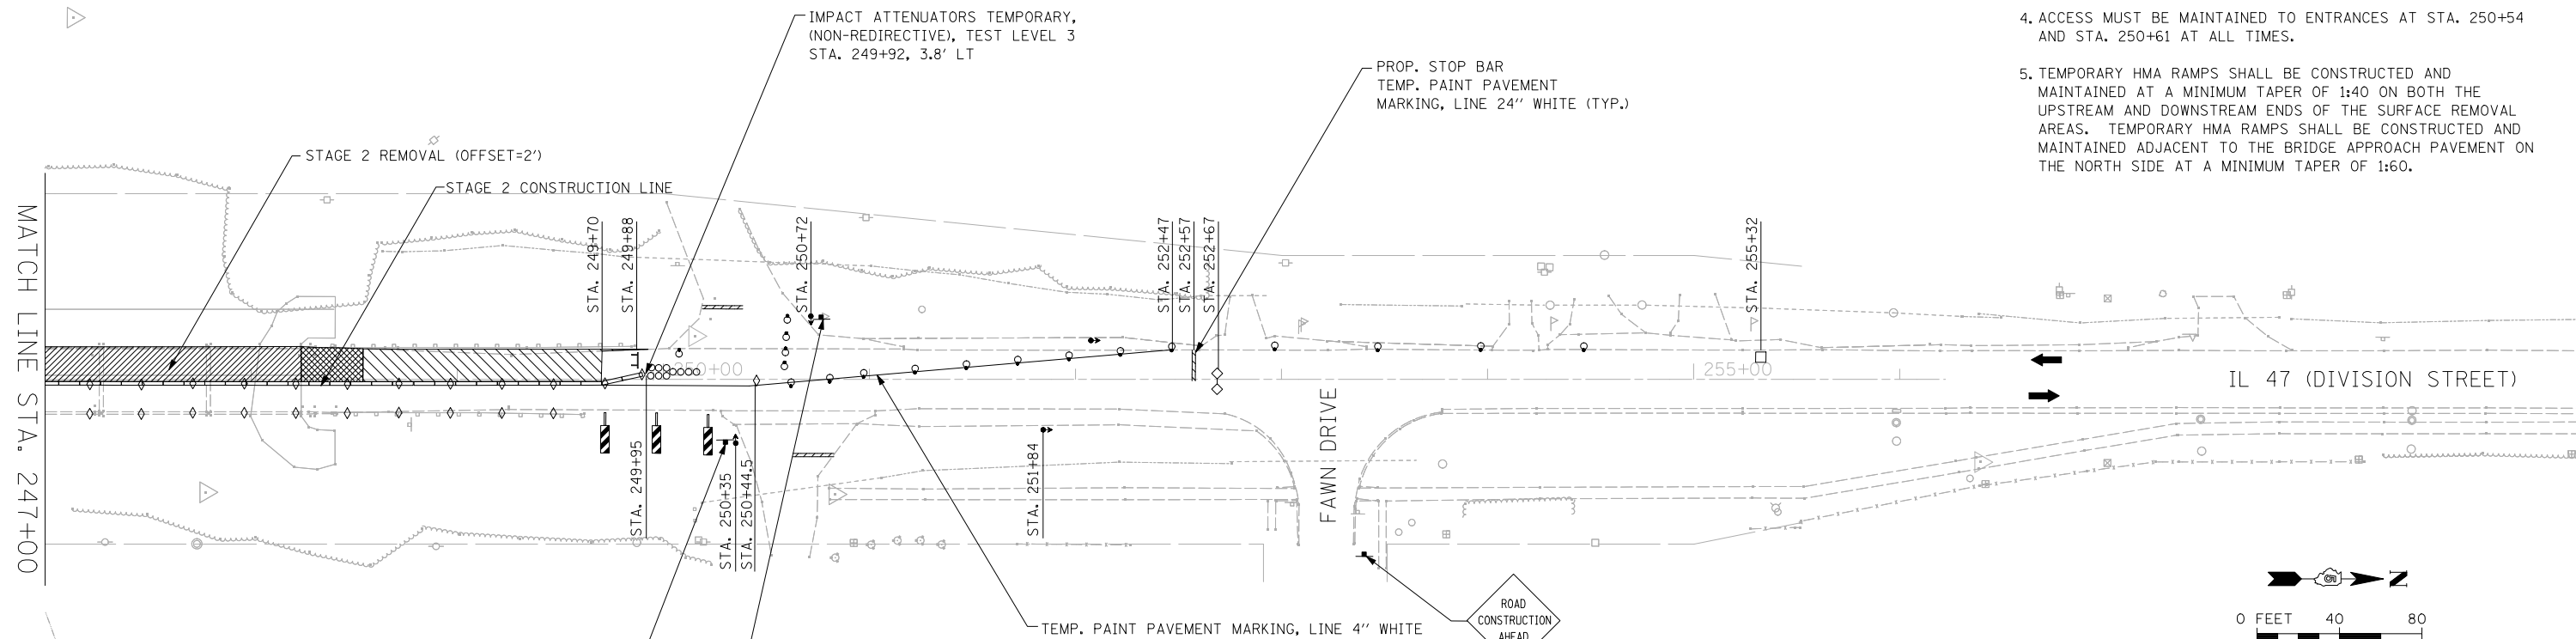 IMPACT ATTENUATORS TEMPORARY,
(NON-REDIRECTIVE), TEST LEVEL 3
STA. 249+92, 3.8' LT
PROP. STOP BAR
TEMP. PAINT PAVEMENT
MARKING, LINE 24" WHITE (TYP.)
4. ACCESS MUST BE MAINTAINED TO ENTRANCES AT STA. 250+54
AND STA. 250+61 AT ALL TIMES.
5. TEMPORARY HMA RAMPS SHALL BE CONSTRUCTED AND
MAINTAINED AT A MINIMUM TAPER OF 1:40 ON BOTH THE
UPSTREAM AND DOWNSTREAM ENDS OF THE SURFACE REMOVAL
AREAS. TEMPORARY HMA RAMPS SHALL BE CONSTRUCTED AND
MAINTAINED ADJACENT TO THE BRIDGE APPROACH PAVEMENT ON
THE NORTH SIDE AT A MINIMUM TAPER OF 1:60.
STAGE 2 REMOVAL (OFFSET=2')
STAGE 2 CONSTRUCTION LINE
MATCH LINE STA. 247+00
STA. 249+70
STA. 249+88
STA. 250+72
STA. 252+47
STA. 252+57
STA. 252+67
STA. 255+32
250+00
255+00
IL 47 (DIVISION STREET)
STA. 249+95
STA. 250+35
STA. 250+44.5
STA. 251+84
FAWN DRIVE
TEMP. PAINT PAVEMENT MARKING, LINE 4" WHITE
ROAD
CONSTRUCTION
AHEAD
Z
0 FEET 40 80